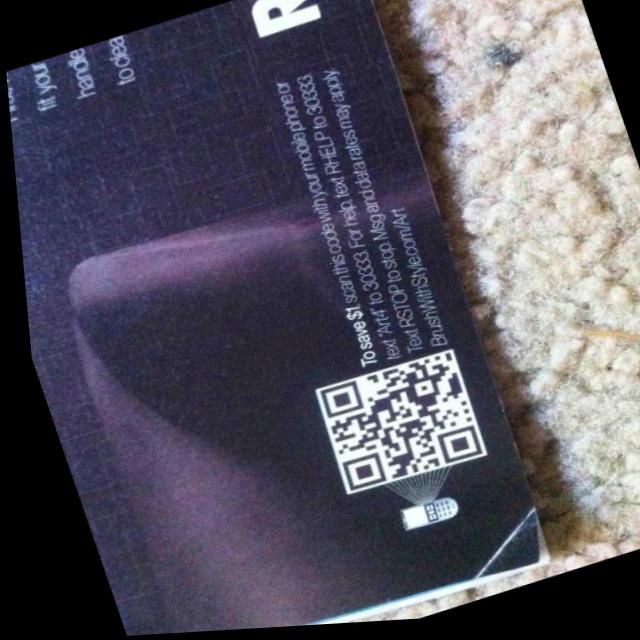 R
fit your
handle
to clea
To save $1 scan this code with your mobile phone or
text Art4 to 30333. For help, text RHELP to 30333.
Text RSTOP to stop. Msg and data rates may apply.
BrushWithStyle.com/Art